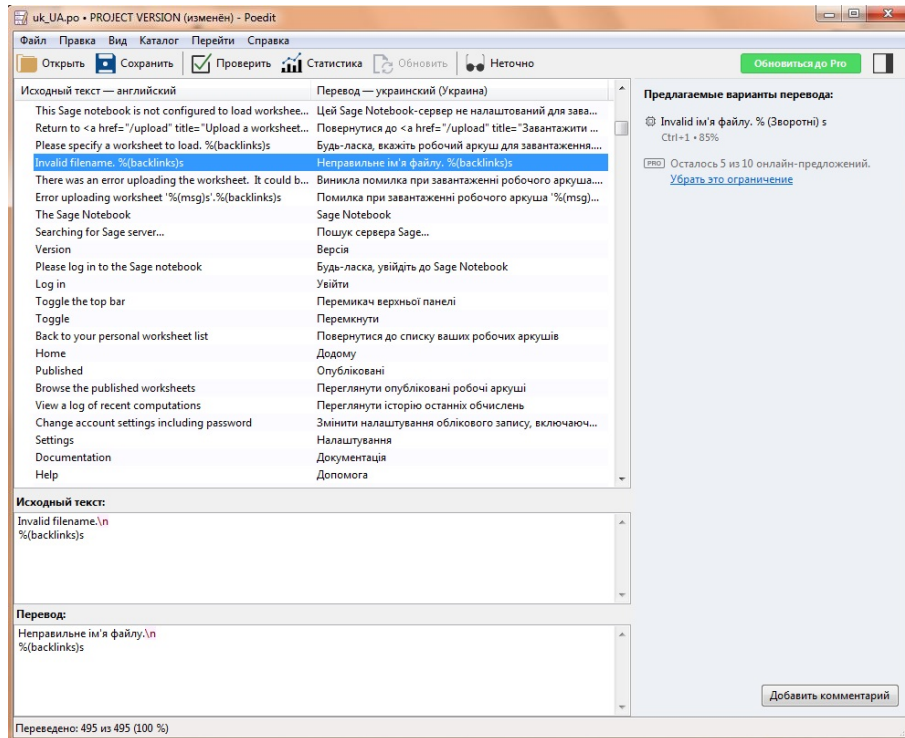 uk_UA.po • PROJECT VERSION (изменён) - Poedit
Файл Правка Вид Каталог Перейти Справка
Открыть Сохранить Проверить Статистика Обновить Неточно Обновиться до Pro
Исходный текст — английский Перевод — украинский (Украина)
This Sage notebook is not configured to load workshee... Цей Sage Notebook-сервер не налаштований для зава...
Return to <a href="/upload" title="Upload a worksheet... Повернутися до <a href="/upload" title="Завантажити ...
Please specify a worksheet to load. %(backlinks)s Будь-ласка, вкажіть робочий аркуш для завантаження....
Invalid filename. %(backlinks)s Неправильне ім'я файлу. %(backlinks)s
There was an error uploading the worksheet.  It could b... Виникла помилка при завантаженні робочого аркуша....
Error uploading worksheet '%(msg)s'.%(backlinks)s Помилка при завантаженні робочого аркуша '%(msg)...
The Sage Notebook Sage Notebook
Searching for Sage server... Пошук сервера Sage...
Version Версія
Please log in to the Sage notebook Будь-ласка, увійдіть до Sage Notebook
Log in Увійти
Toggle the top bar Перемикач верхньої панелі
Toggle Перемкнути
Back to your personal worksheet list Повернутися до списку ваших робочих аркушів
Home Додому
Published Опубліковані
Browse the published worksheets Переглянути опубліковані робочі аркуші
View a log of recent computations Переглянути історію останніх обчислень
Change account settings including password Змінити налаштування облікового запису, включаюч...
Settings Налаштування
Documentation Документація
Help Допомога
Исходный текст:
Invalid filename.\n
%(backlinks)s
Перевод:
Неправильне ім'я файлу.\n
%(backlinks)s
Предлагаемые варианты перевода:
Invalid ім'я файлу. % (Зворотні) s
Ctrl+1 • 85%
PRO Осталось 5 из 10 онлайн-предложений.
Убрать это ограничение
Добавить комментарий
Переведено: 495 из 495 (100 %)